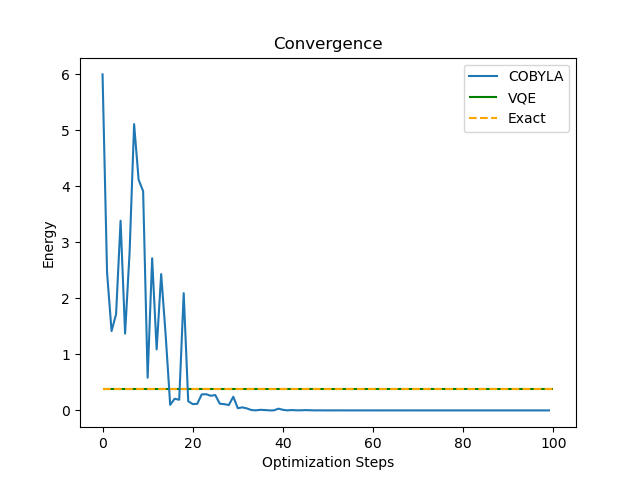 Convergence
COBYLA
VQE
Exact
Energy
6
5
4
3
2
1
0
0 20 40 60 80 100
Optimization Steps